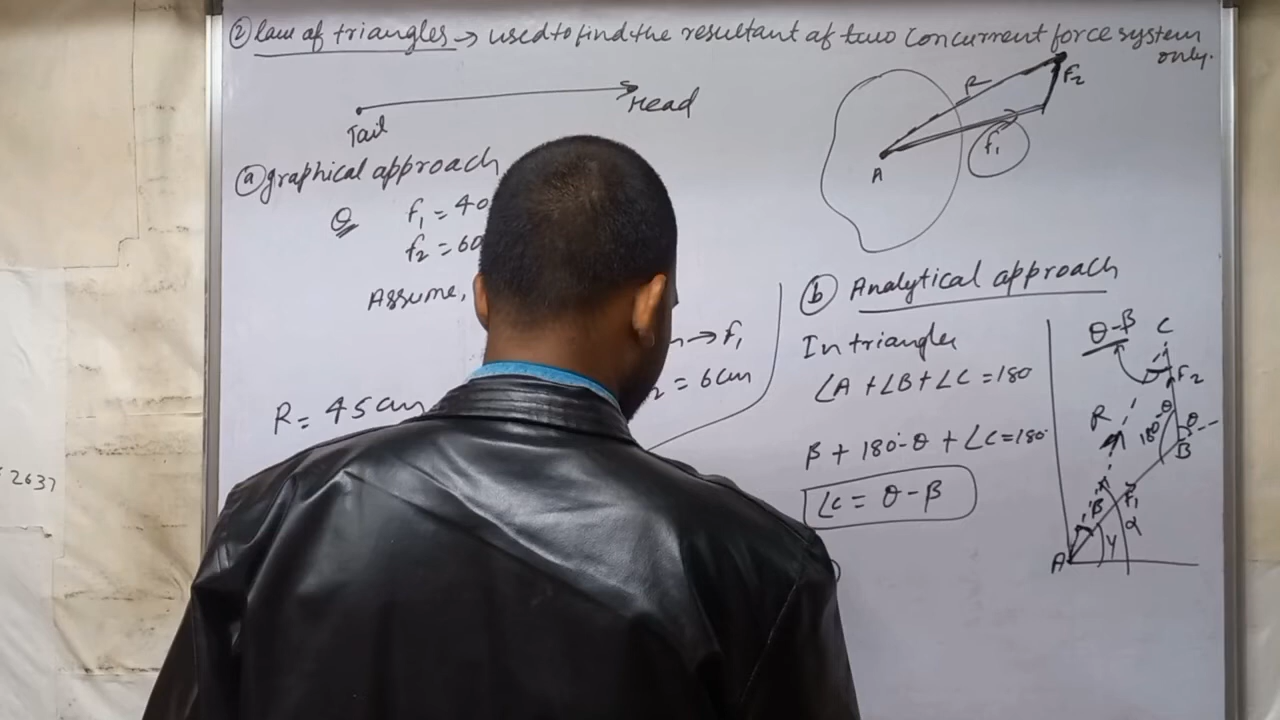 ② law of triangles → used to find the resultant of two concurrent force system
only.
Tail
Head
ⓐ graphical approach
Q
f₁ = 40
f₂ = 60
Assume,
→ f₁
= 6cm
R = 45cm
2637
R
F₂
f₁
A
ⓑ Analytical approach
In triangle
∠A + ∠B + ∠C = 180
β + 180° - θ + ∠C = 180°
∠C = θ - β
θ-β
C
F₂
R
180-θ
θ
B
β
F₁
α
γ
A